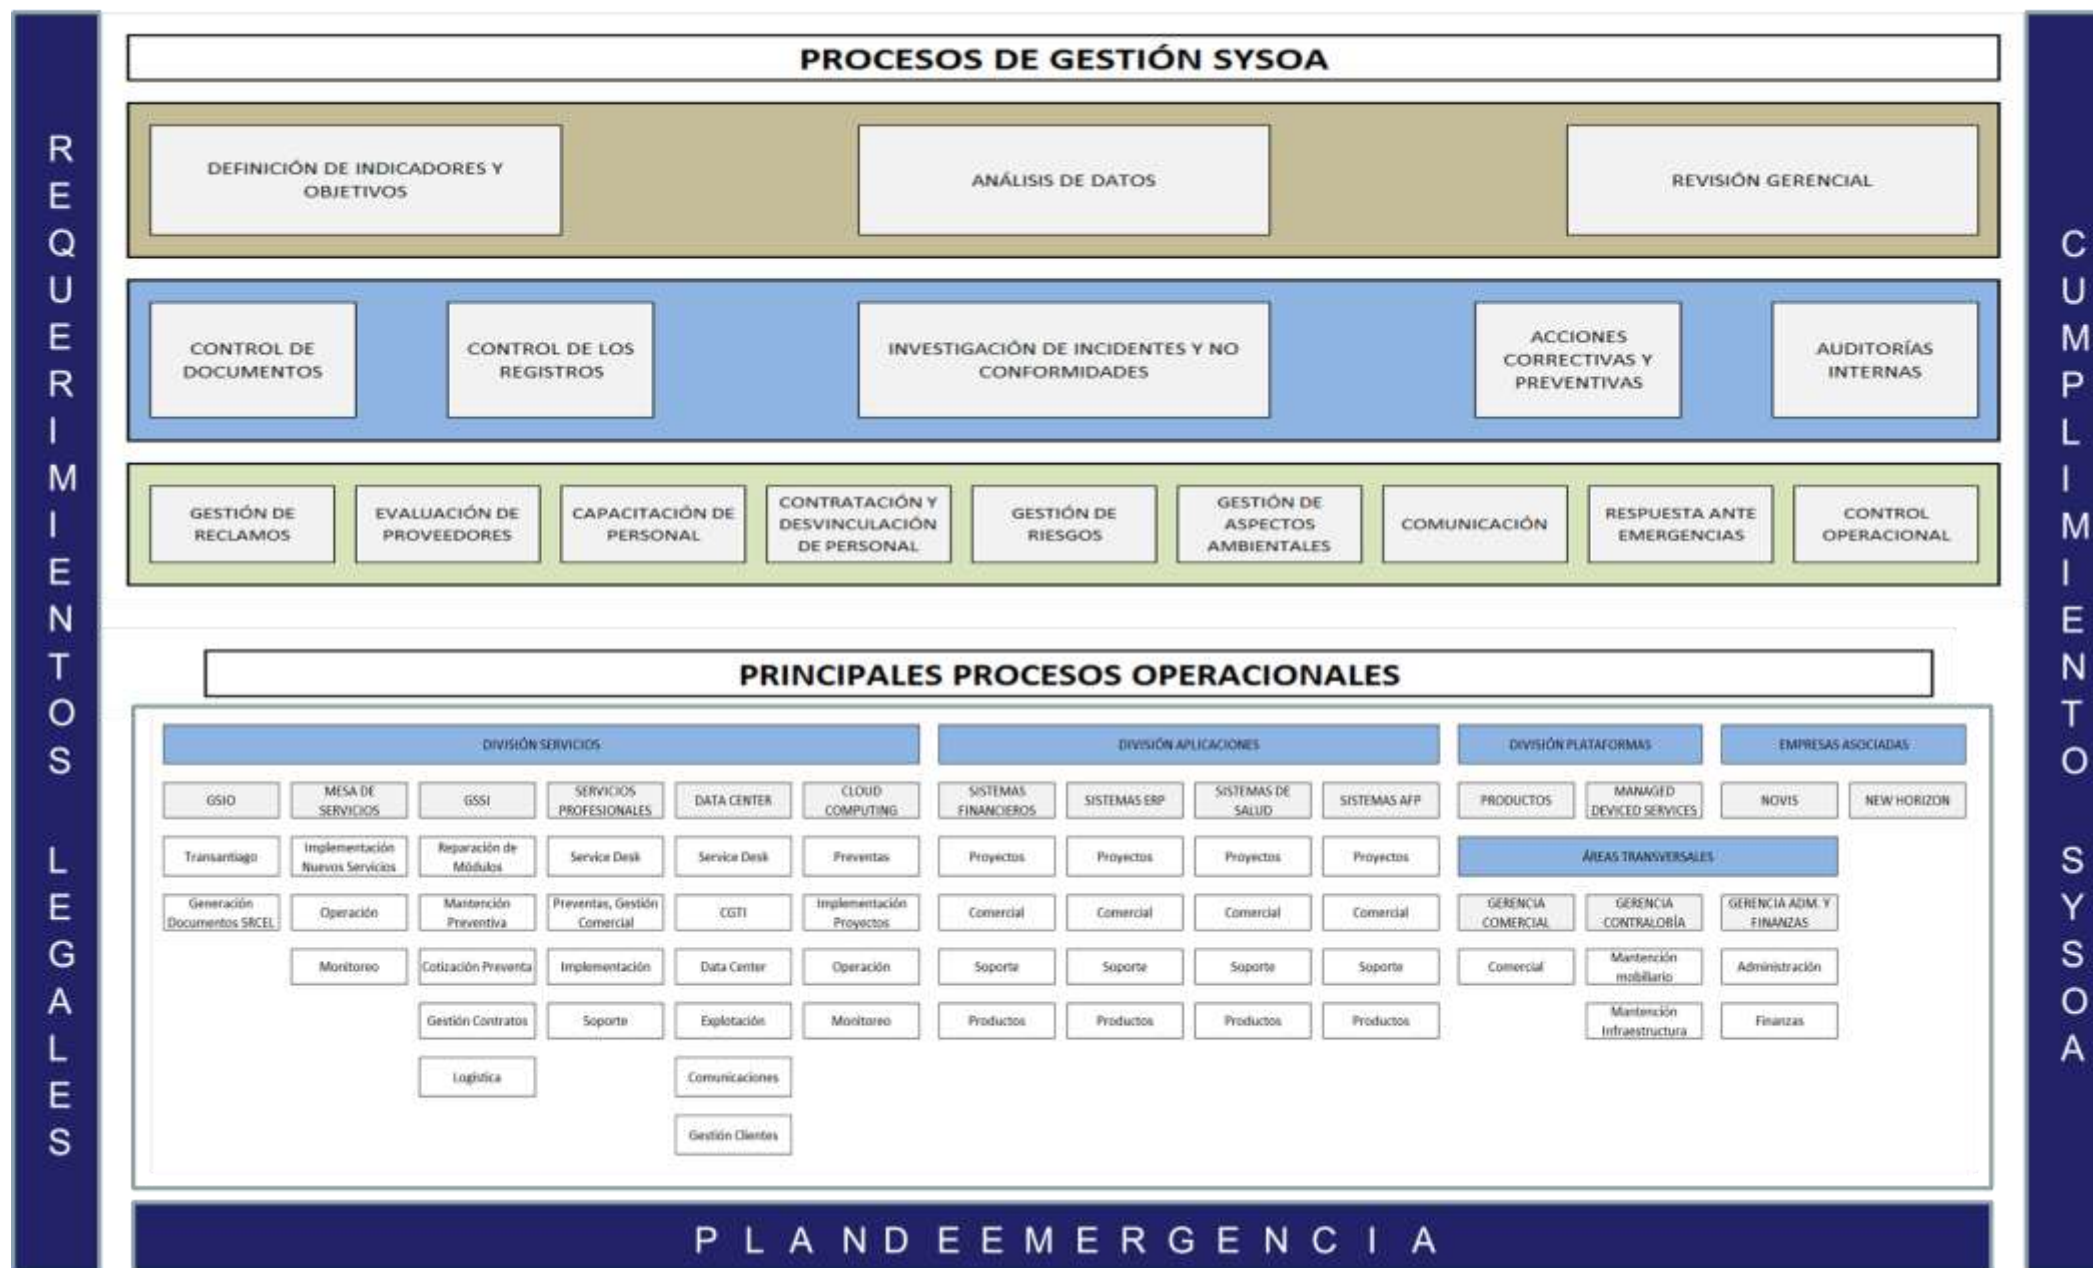 REQUERIMIENTOS LEGALES
PROCESOS DE GESTIÓN SYSOA
DEFINICIÓN DE INDICADORES Y
OBJETIVOS
ANÁLISIS DE DATOS
REVISIÓN GERENCIAL
CONTROL DE
DOCUMENTOS
CONTROL DE LOS
REGISTROS
INVESTIGACIÓN DE INCIDENTES Y NO
CONFORMIDADES
ACCIONES
CORRECTIVAS Y
PREVENTIVAS
AUDITORÍAS
INTERNAS
GESTIÓN DE
RECLAMOS
EVALUACIÓN DE
PROVEEDORES
CAPACITACIÓN DE
PERSONAL
CONTRATACIÓN Y
DESVINCULACIÓN
DE PERSONAL
GESTIÓN DE
RIESGOS
GESTIÓN DE
ASPECTOS
AMBIENTALES
COMUNICACIÓN
RESPUESTA ANTE
EMERGENCIAS
CONTROL
OPERACIONAL
PRINCIPALES PROCESOS OPERACIONALES
DIVISIÓN SERVICIOS
DIVISIÓN APLICACIONES
DIVISIÓN PLATAFORMAS
EMPRESAS ASOCIADAS
GSIO
MESA DE
SERVICIOS
GSSI
SERVICIOS
PROFESIONALES
DATA CENTER
CLOUD
COMPUTING
SISTEMAS
FINANCIEROS
SISTEMAS ERP
SISTEMAS DE
SALUD
SISTEMAS AFP
PRODUCTOS
MANAGED
DEVICED SERVICES
NOVIS
NEW HORIZON
Transantiago
Implementación
Nuevos Servicios
Reparación de
Módulos
Service Desk
Service Desk
Preventas
Proyectos
Proyectos
Proyectos
Proyectos
ÁREAS TRANSVERSALES
Generación
Documentos SRCEL
Operación
Mantención
Preventiva
Preventas, Gestión
Comercial
CGTI
Implementación
Proyectos
Comercial
Comercial
Comercial
Comercial
GERENCIA
COMERCIAL
GERENCIA
CONTRALORÍA
GERENCIA ADM. Y
FINANZAS
Monitoreo
Cotización Preventa
Implementación
Data Center
Operación
Soporte
Soporte
Soporte
Soporte
Comercial
Mantención
mobiliario
Administración
Gestión Contratos
Soporte
Explotación
Monitoreo
Productos
Productos
Productos
Productos
Mantención
Infraestructura
Finanzas
Logística
Comunicaciones
Gestión Clientes
PLAN DE EMERGENCIA
CUMPLIMIENTO SYSOA